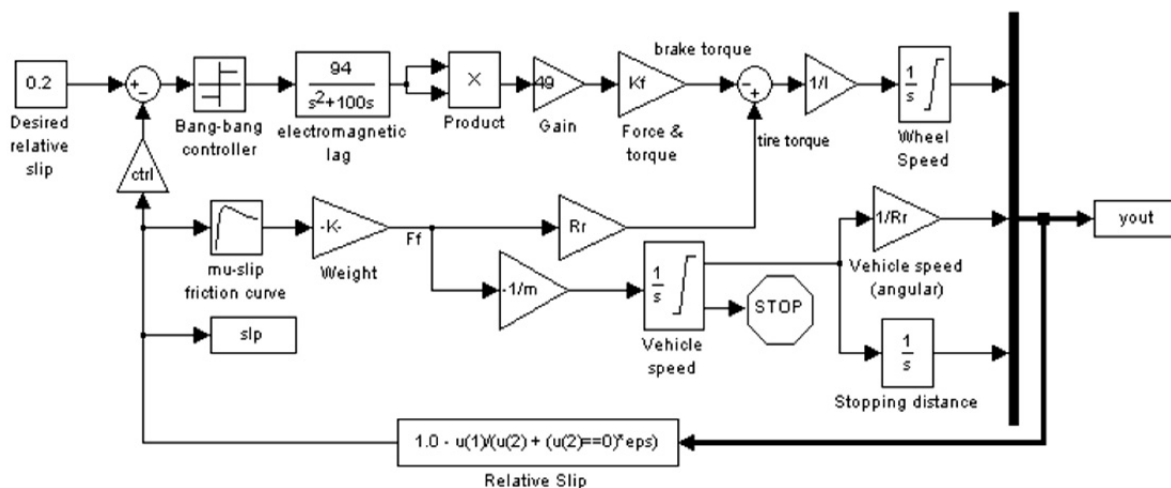 brake torque
0.2
+
−
94
s²+100s
X
49
Kf
−
+
1/I
1
s
Desired
relative
slip
Bang-bang
controller
electromagnetic
lag
Product
Gain
Force &
torque
tire torque
Wheel
Speed
ctrl
mu-slip
friction curve
-K-
Weight
Ff
Rr
-1/m
1
s
Vehicle
speed
STOP
1/Rr
Vehicle speed
(angular)
yout
slp
1
s
Stopping distance
1.0 - u(1)/(u(2) + (u(2)==0)*eps)
Relative Slip